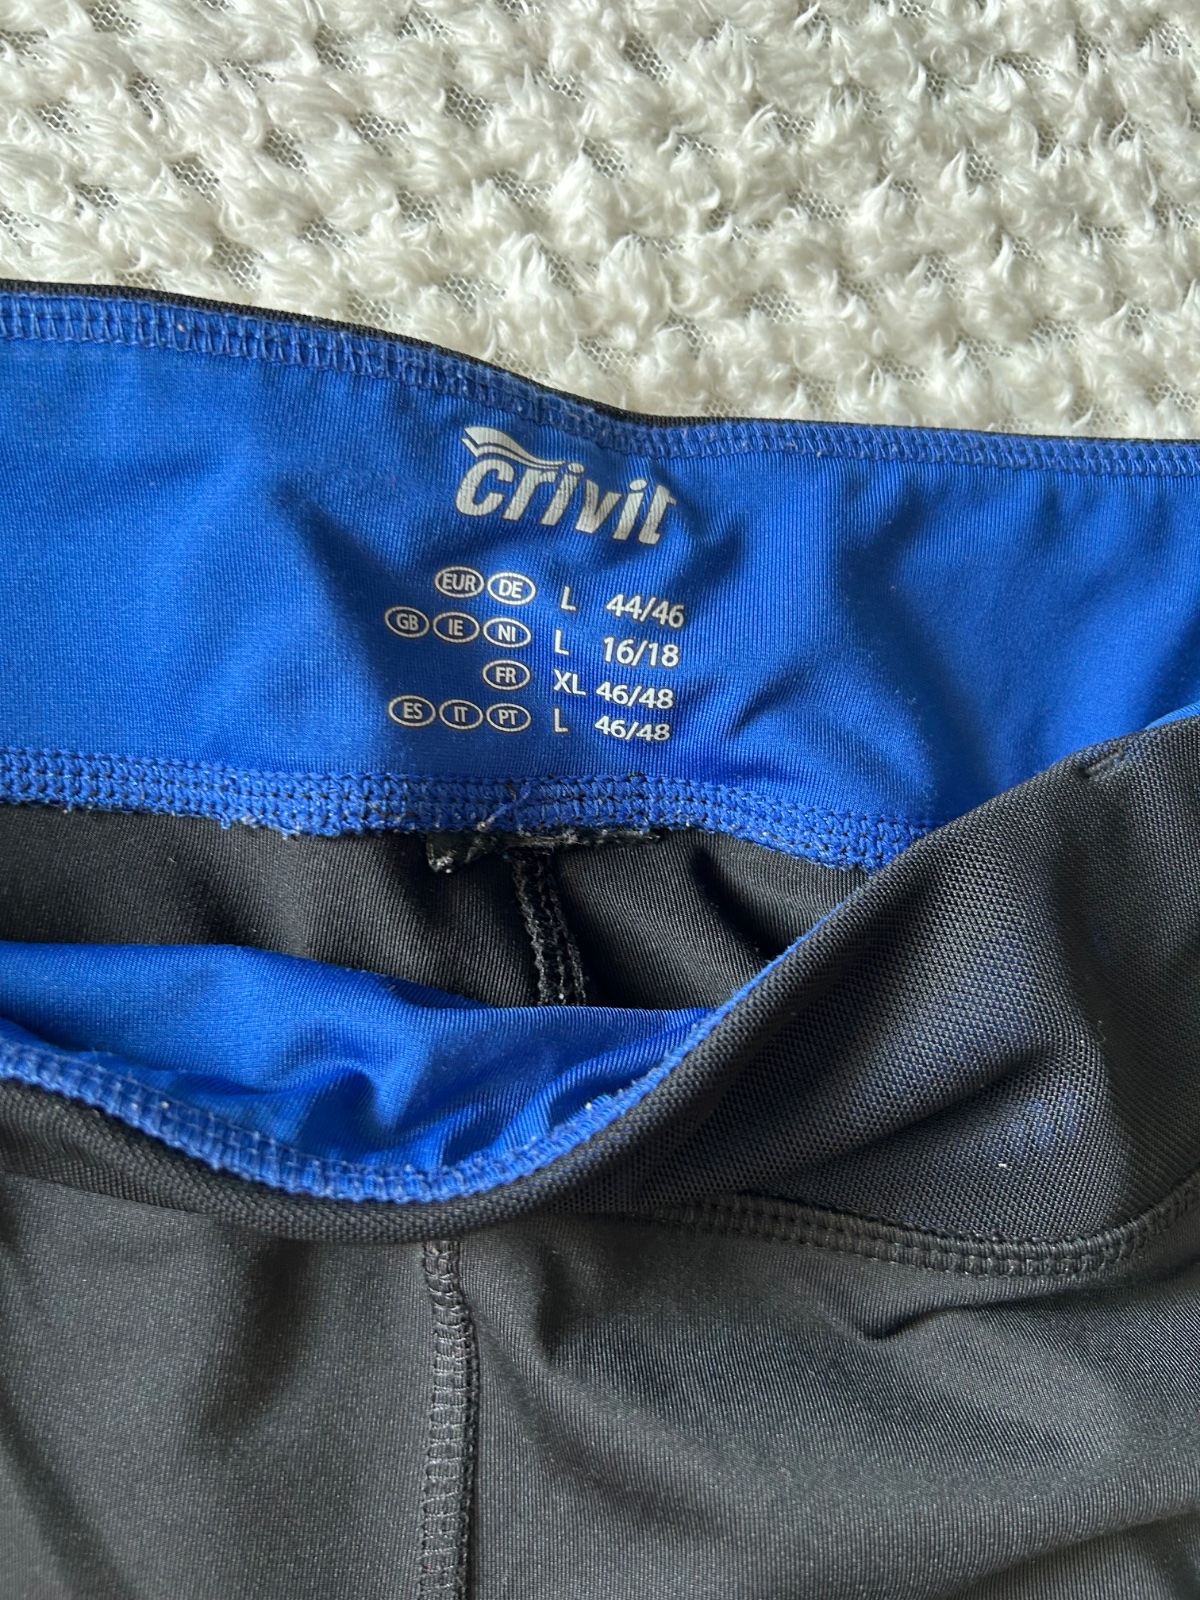 crivit
EUR DE L 44/46
GB IE NI L 16/18
FR XL 46/48
ES IT PT L 46/48